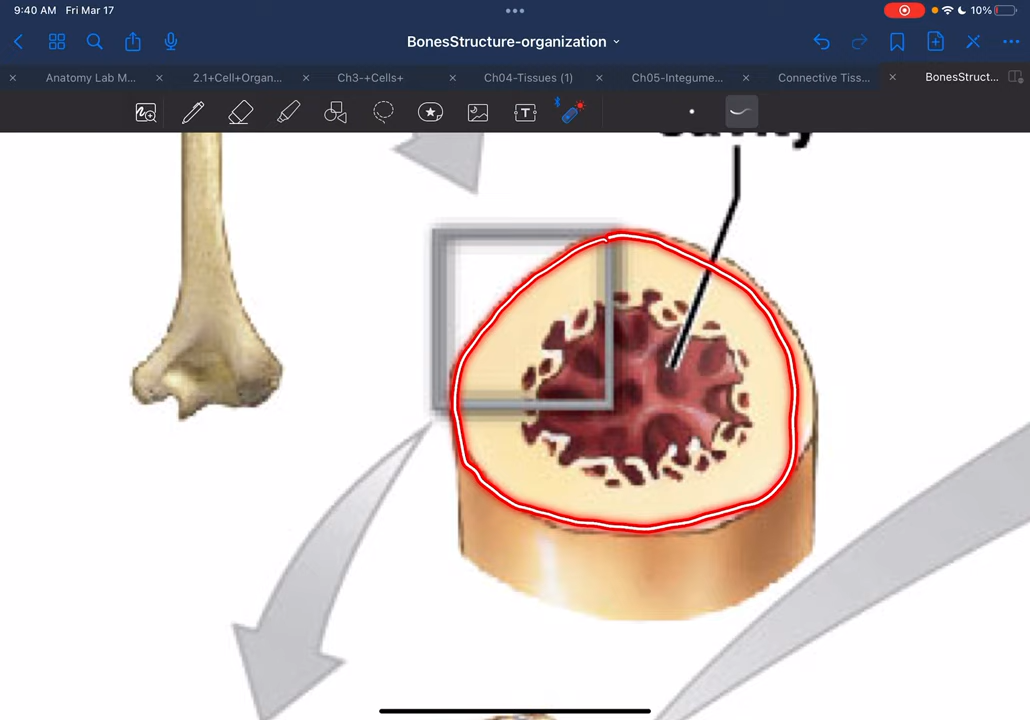 9:40 AM Fri Mar 17
10%
BonesStructure-organization
Anatomy Lab M...
2.1+Cell+Organ...
Ch3-+Cells+
Ch04-Tissues (1)
Ch05-Integume...
Connective Tiss...
BonesStruct...
T